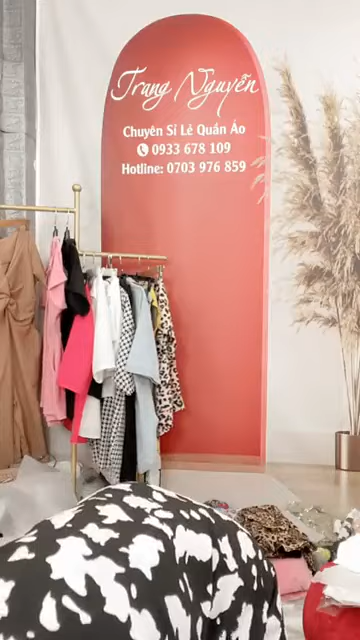 Trang Nguyễn
Chuyên Sỉ Lẻ Quần Áo
0933 678 109
Hotline: 0703 976 859